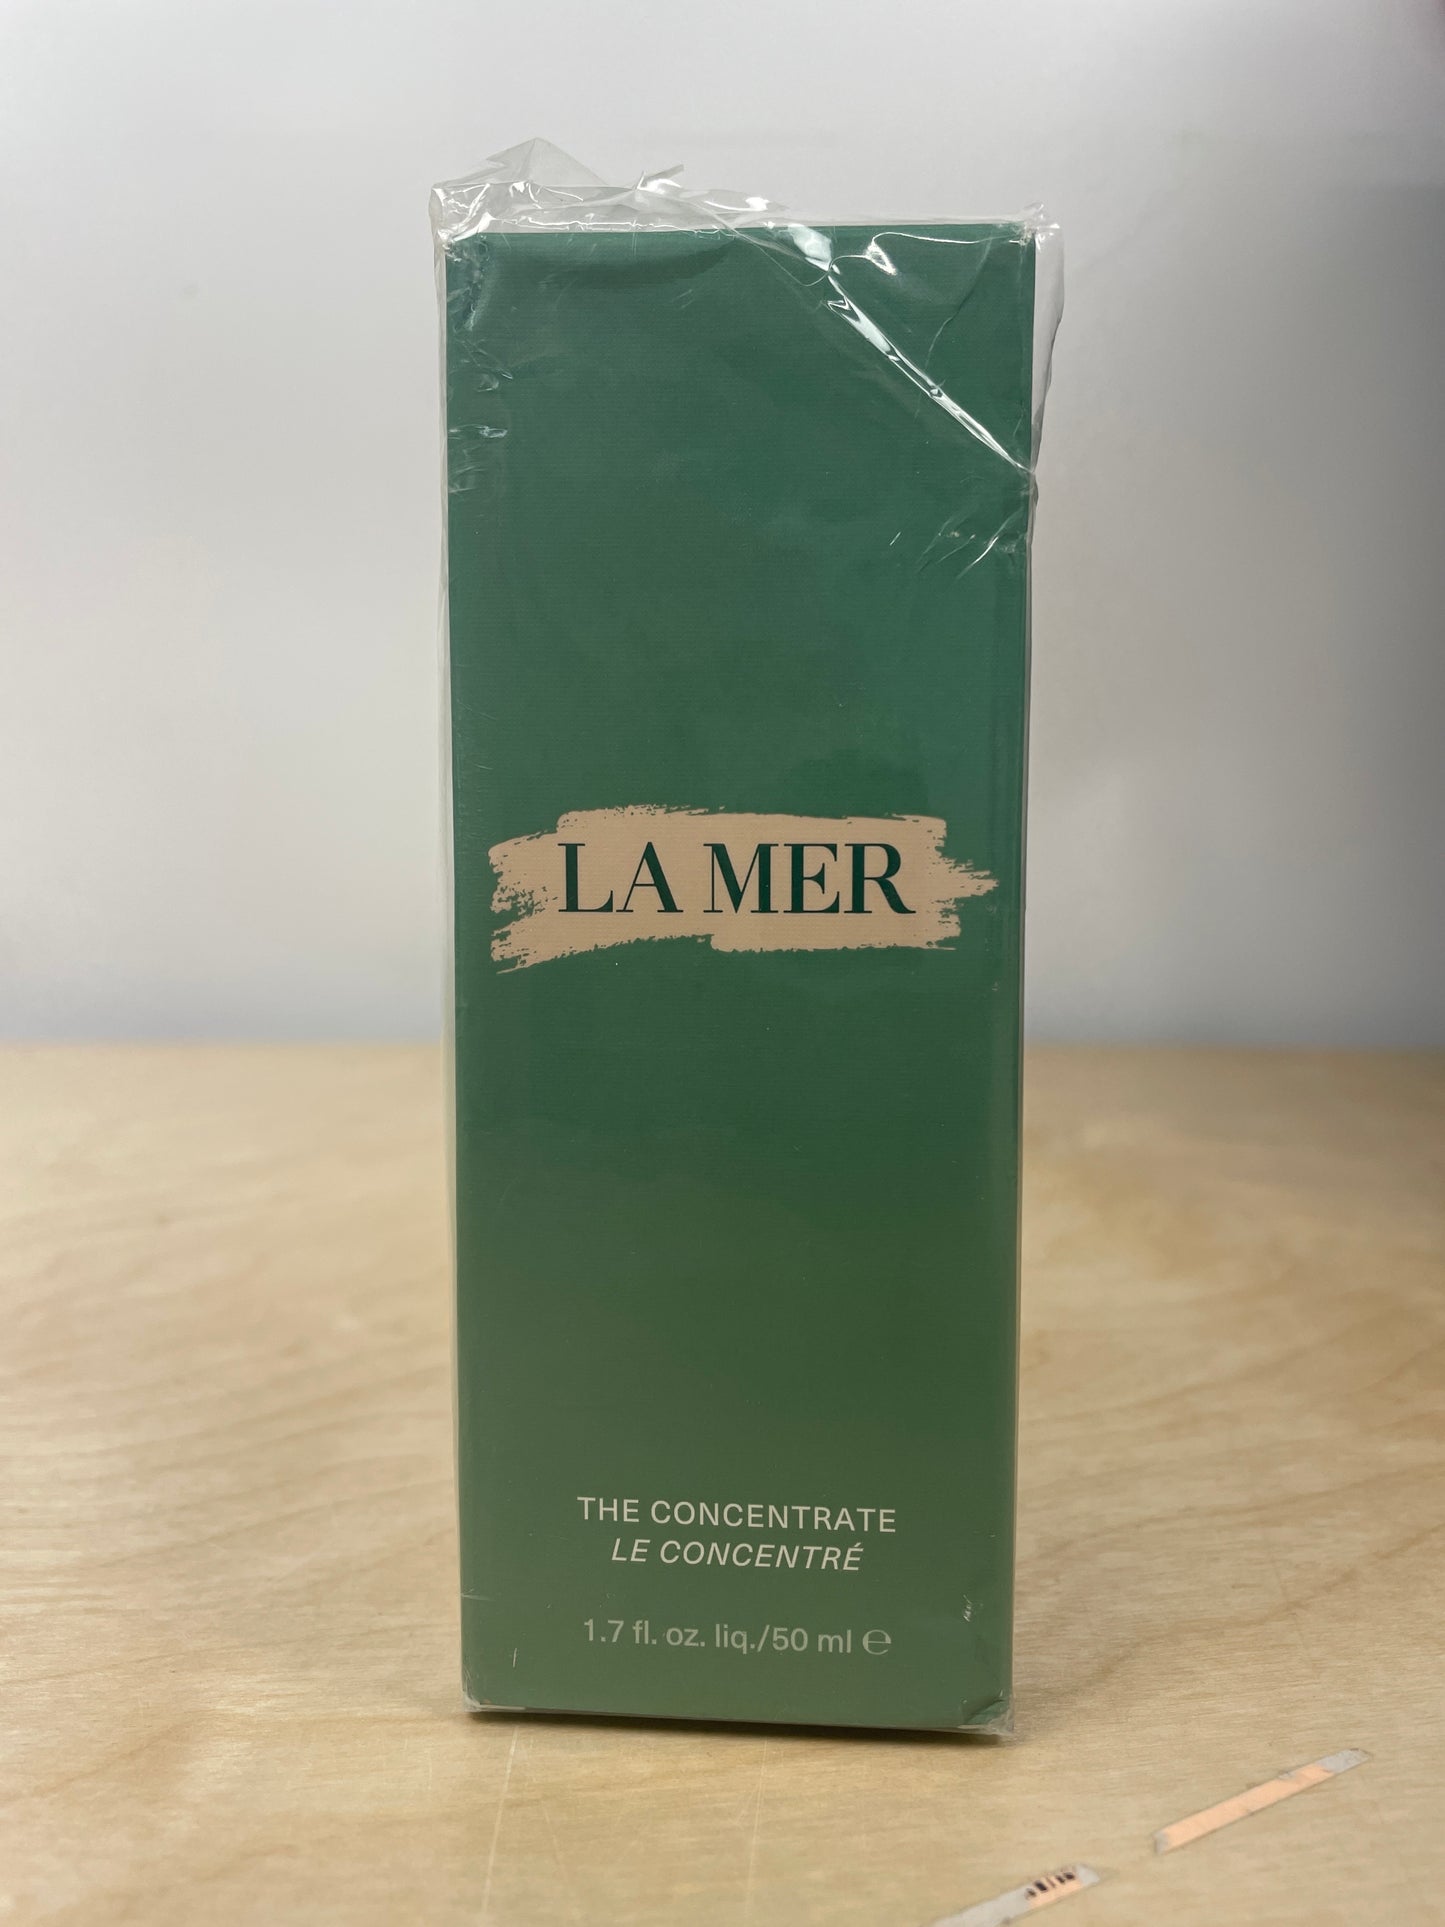 LA MER
THE CONCENTRATE
LE CONCENTRÉ
1.7 fl. oz. liq./50 ml ℮